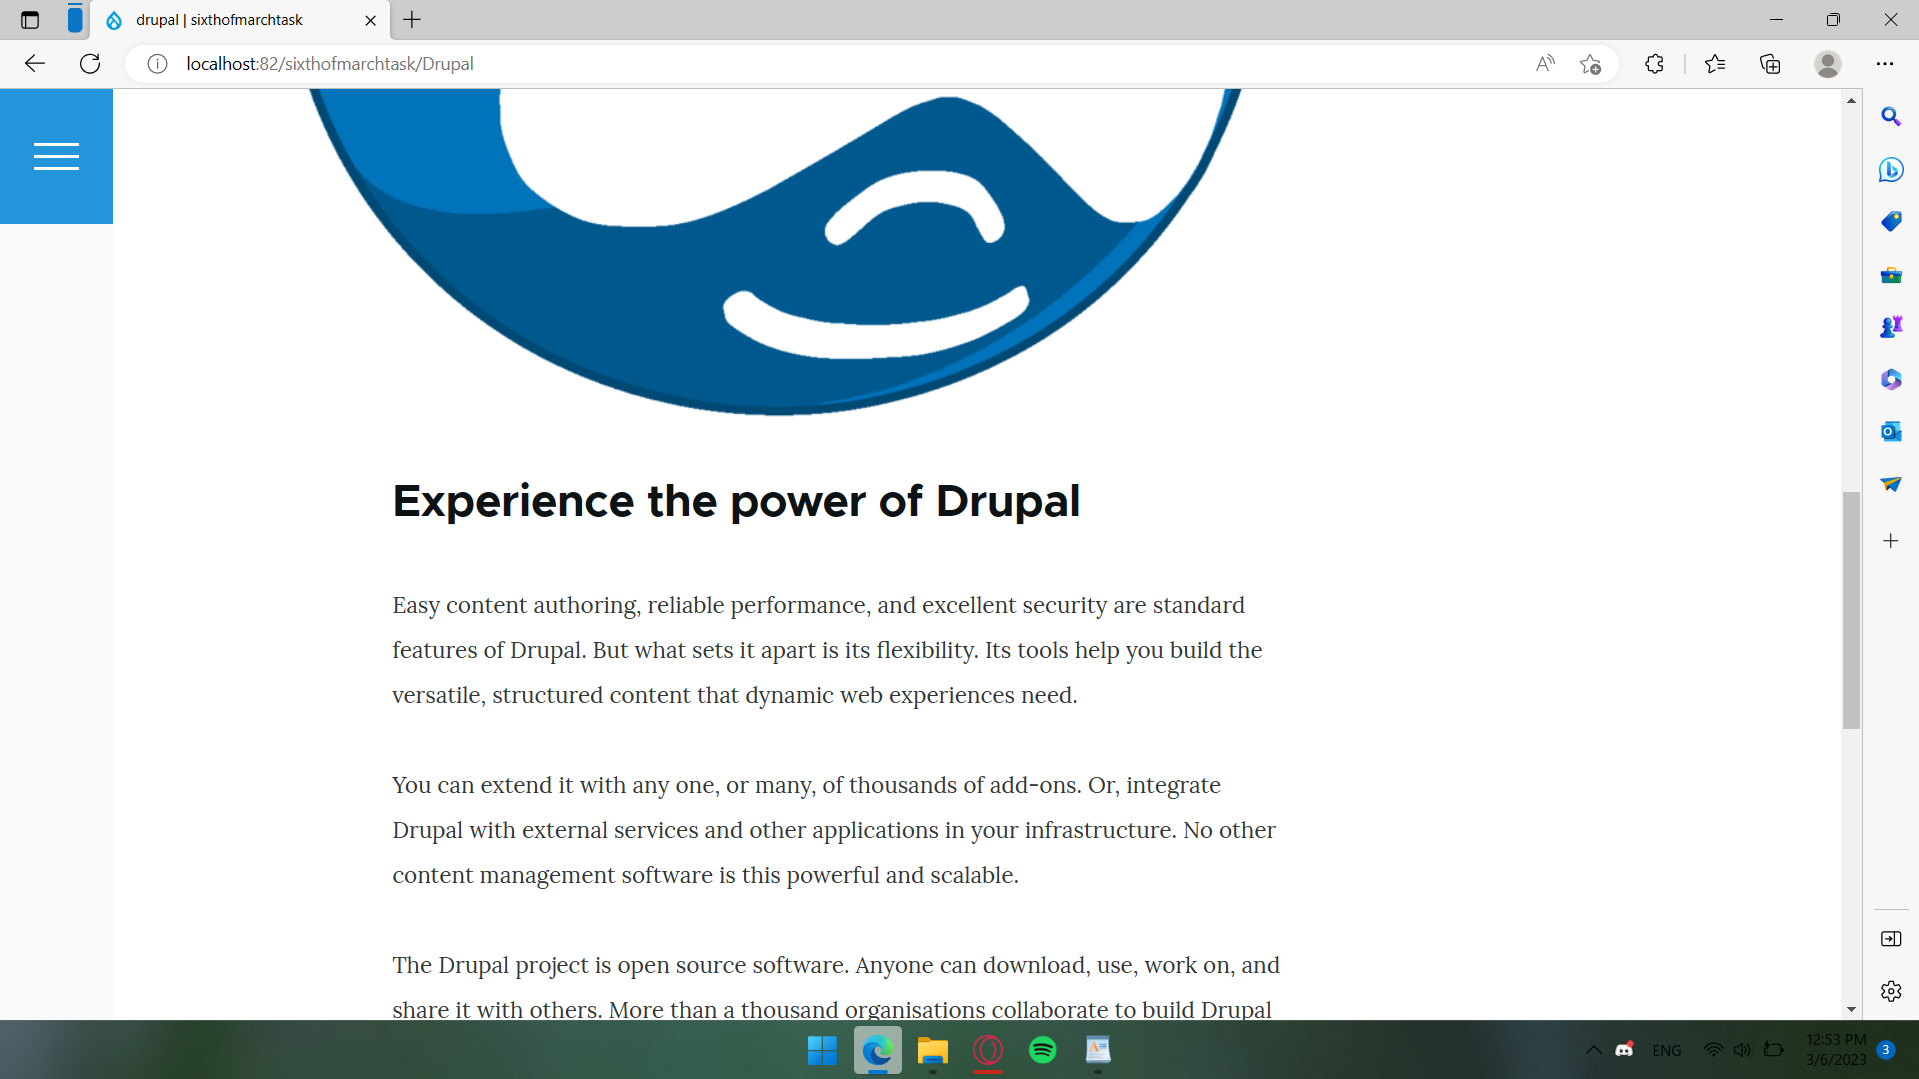 drupal | sixthofmarchtask
localhost:82/sixthofmarchtask/Drupal
Experience the power of Drupal
Easy content authoring, reliable performance, and excellent security are standard
features of Drupal. But what sets it apart is its flexibility. Its tools help you build the
versatile, structured content that dynamic web experiences need.
You can extend it with any one, or many, of thousands of add-ons. Or, integrate
Drupal with external services and other applications in your infrastructure. No other
content management software is this powerful and scalable.
The Drupal project is open source software. Anyone can download, use, work on, and
share it with others. More than a thousand organisations collaborate to build Drupal
ENG
12:53 PM
3/6/2023
3